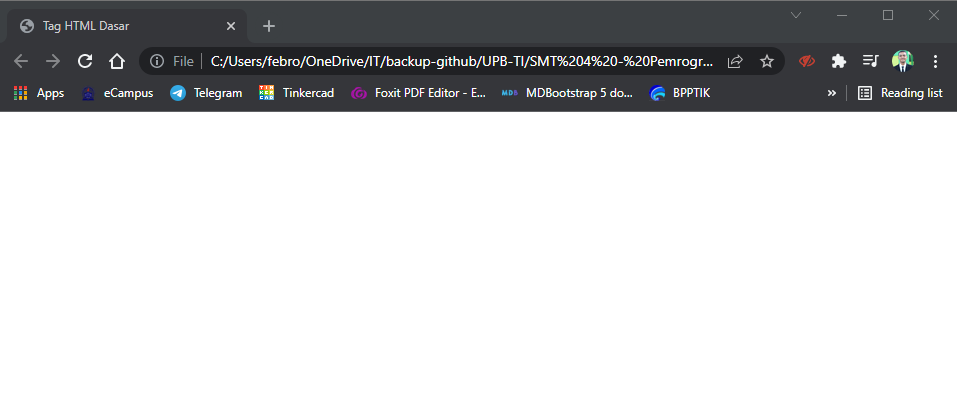 Tag HTML Dasar
File C:/Users/febro/OneDrive/IT/backup-github/UPB-TI/SMT%204%20-%20Pemrogr...
Apps eCampus Telegram Tinkercad Foxit PDF Editor - E... MDB MDBootstrap 5 do... BPPTIK » Reading list